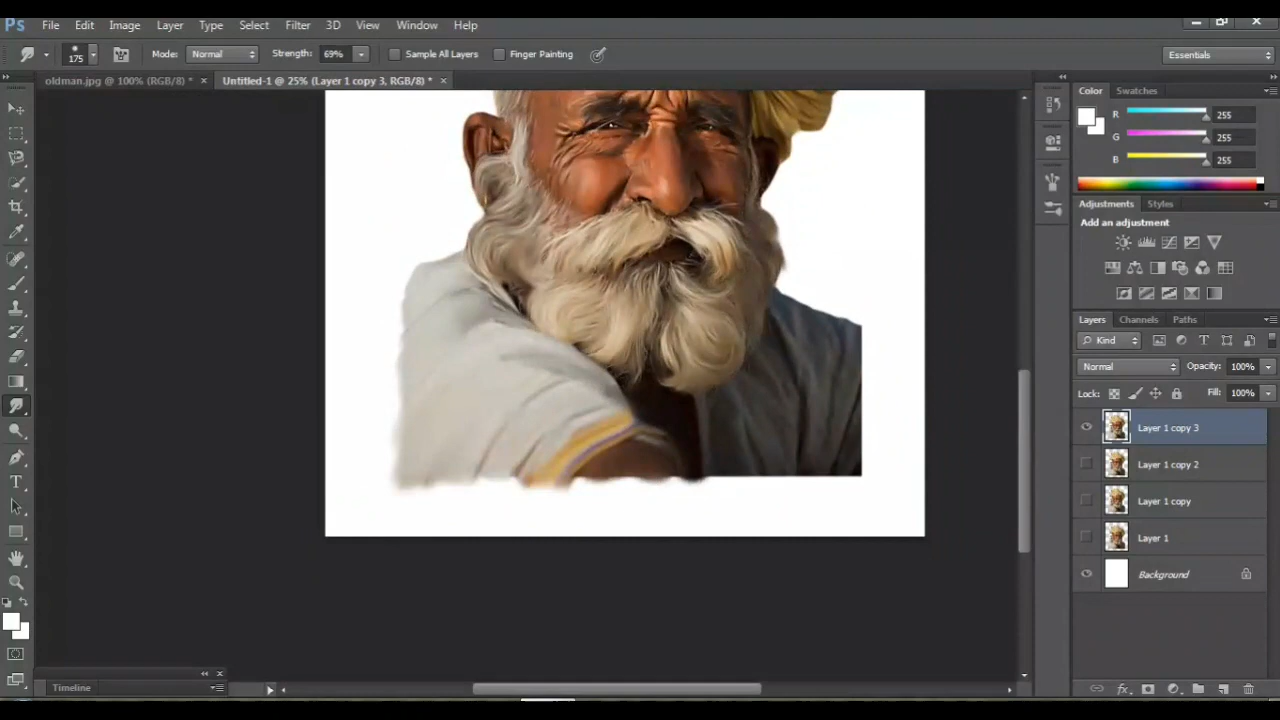 Ps File Edit Image Layer Type Select Filter 3D View Window Help
175 Mode: Normal Strength: 69% Sample All Layers Finger Painting Essentials
oldman.jpg @ 100% (RGB/8) * × Untitled-1 @ 25% (Layer 1 copy 3, RGB/8) * ×
Color Swatches
R 255
G 255
B 255
Adjustments Styles
Add an adjustment
Layers Channels Paths
Kind T
Normal Opacity: 100%
Lock: Fill: 100%
Layer 1 copy 3
Layer 1 copy 2
Layer 1 copy
Layer 1
Background
T
Timeline
fx